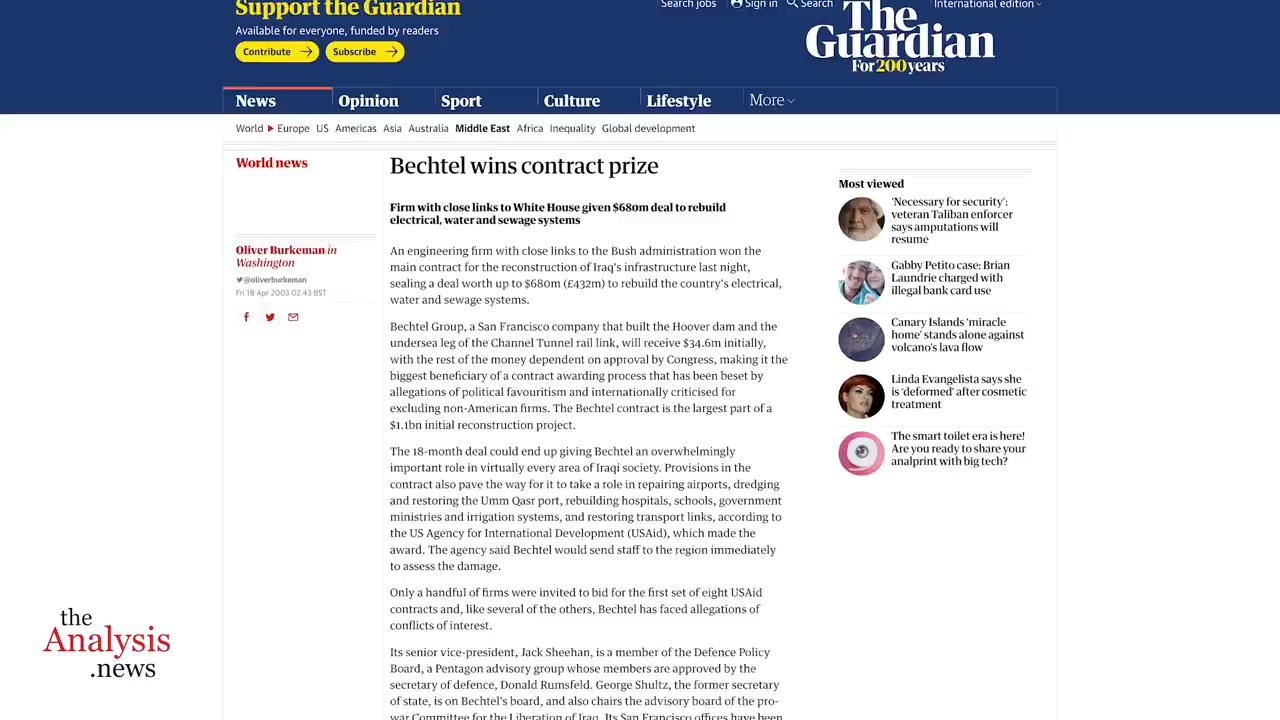 Support the Guardian
Available for everyone, funded by readers
Contribute
Subscribe
Search jobs
Sign in
Search
International edition
The
Guardian
For 200 years
News
Opinion
Sport
Culture
Lifestyle
More
World
Europe
US
Americas
Asia
Australia
Middle East
Africa
Inequality
Global development
World news
Oliver Burkeman in
Washington
@oliverburkeman
Fri 18 Apr 2003 02.43 BST
Bechtel wins contract prize
Firm with close links to White House given $680m deal to rebuild
electrical, water and sewage systems
An engineering firm with close links to the Bush administration won the
main contract for the reconstruction of Iraq's infrastructure last night,
sealing a deal worth up to $680m (£432m) to rebuild the country's electrical,
water and sewage systems.
Bechtel Group, a San Francisco company that built the Hoover dam and the
undersea leg of the Channel Tunnel rail link, will receive $34.6m initially,
with the rest of the money dependent on approval by Congress, making it the
biggest beneficiary of a contract awarding process that has been beset by
allegations of political favouritism and internationally criticised for
excluding non-American firms. The Bechtel contract is the largest part of a
$1.1bn initial reconstruction project.
The 18-month deal could end up giving Bechtel an overwhelmingly
important role in virtually every area of Iraqi society. Provisions in the
contract also pave the way for it to take a role in repairing airports, dredging
and restoring the Umm Qasr port, rebuilding hospitals, schools, government
ministries and irrigation systems, and restoring transport links, according to
the US Agency for International Development (USAid), which made the
award. The agency said Bechtel would send staff to the region immediately
to assess the damage.
Only a handful of firms were invited to bid for the first set of eight USAid
contracts and, like several of the others, Bechtel has faced allegations of
conflicts of interest.
Its senior vice-president, Jack Sheehan, is a member of the Defence Policy
Board, a Pentagon advisory group whose members are approved by the
secretary of defence, Donald Rumsfeld. George Shultz, the former secretary
of state, is on Bechtel's board, and also chairs the advisory board of the pro-
war Committee for the Liberation of Iraq. Its San Francisco offices have been
Most viewed
'Necessary for security':
veteran Taliban enforcer
says amputations will
resume
Gabby Petito case: Brian
Laundrie charged with
illegal bank card use
Canary Islands 'miracle
home' stands alone against
volcano's lava flow
Linda Evangelista says she
is 'deformed' after cosmetic
treatment
The smart toilet era is here!
Are you ready to share your
analprint with big tech?
the
Analysis
.news